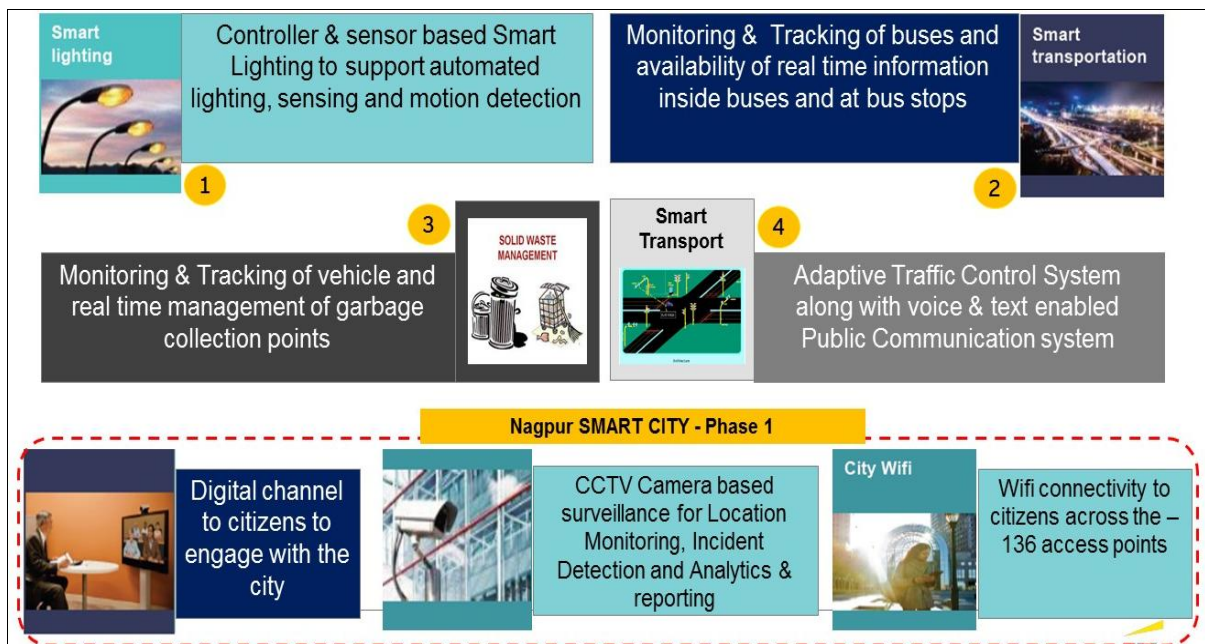 Smart
lighting
Controller & sensor based Smart
Lighting to support automated
lighting, sensing and motion detection
1
Monitoring & Tracking of buses and
availability of real time information
inside buses and at bus stops
Smart
transportation
2
3
SOLID WASTE
MANAGEMENT
Monitoring & Tracking of vehicle and
real time management of garbage
collection points
Smart
Transport
4
Adaptive Traffic Control System
along with voice & text enabled
Public Communication system
Nagpur SMART CITY - Phase 1
Digital channel
to citizens to
engage with the
city
CCTV Camera based
surveillance for Location
Monitoring, Incident
Detection and Analytics &
reporting
City Wifi
Wifi connectivity to
citizens across the –
136 access points